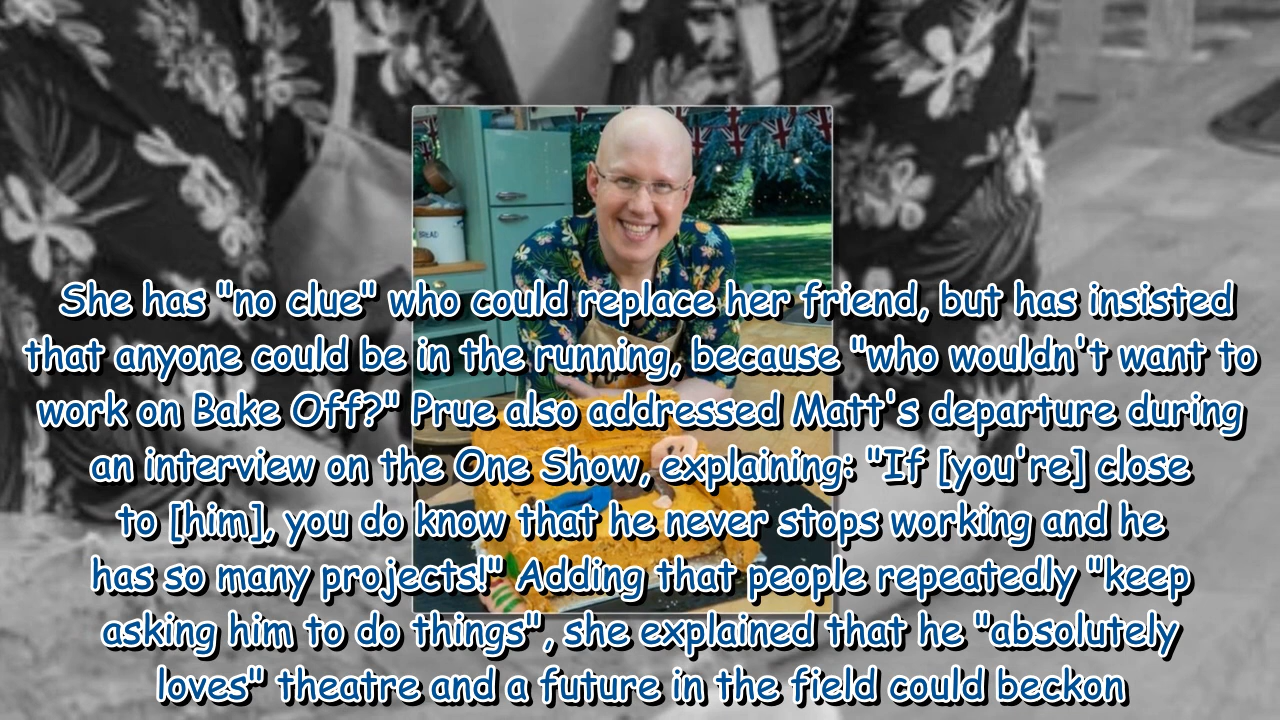 BREAD
She has "no clue" who could replace her friend, but has insisted
that anyone could be in the running, because "who wouldn't want to
work on Bake Off?" Prue also addressed Matt's departure during
an interview on the One Show, explaining: "If [you're] close
to [him], you do know that he never stops working and he
has so many projects!" Adding that people repeatedly "keep
asking him to do things", she explained that he "absolutely
loves" theatre and a future in the field could beckon